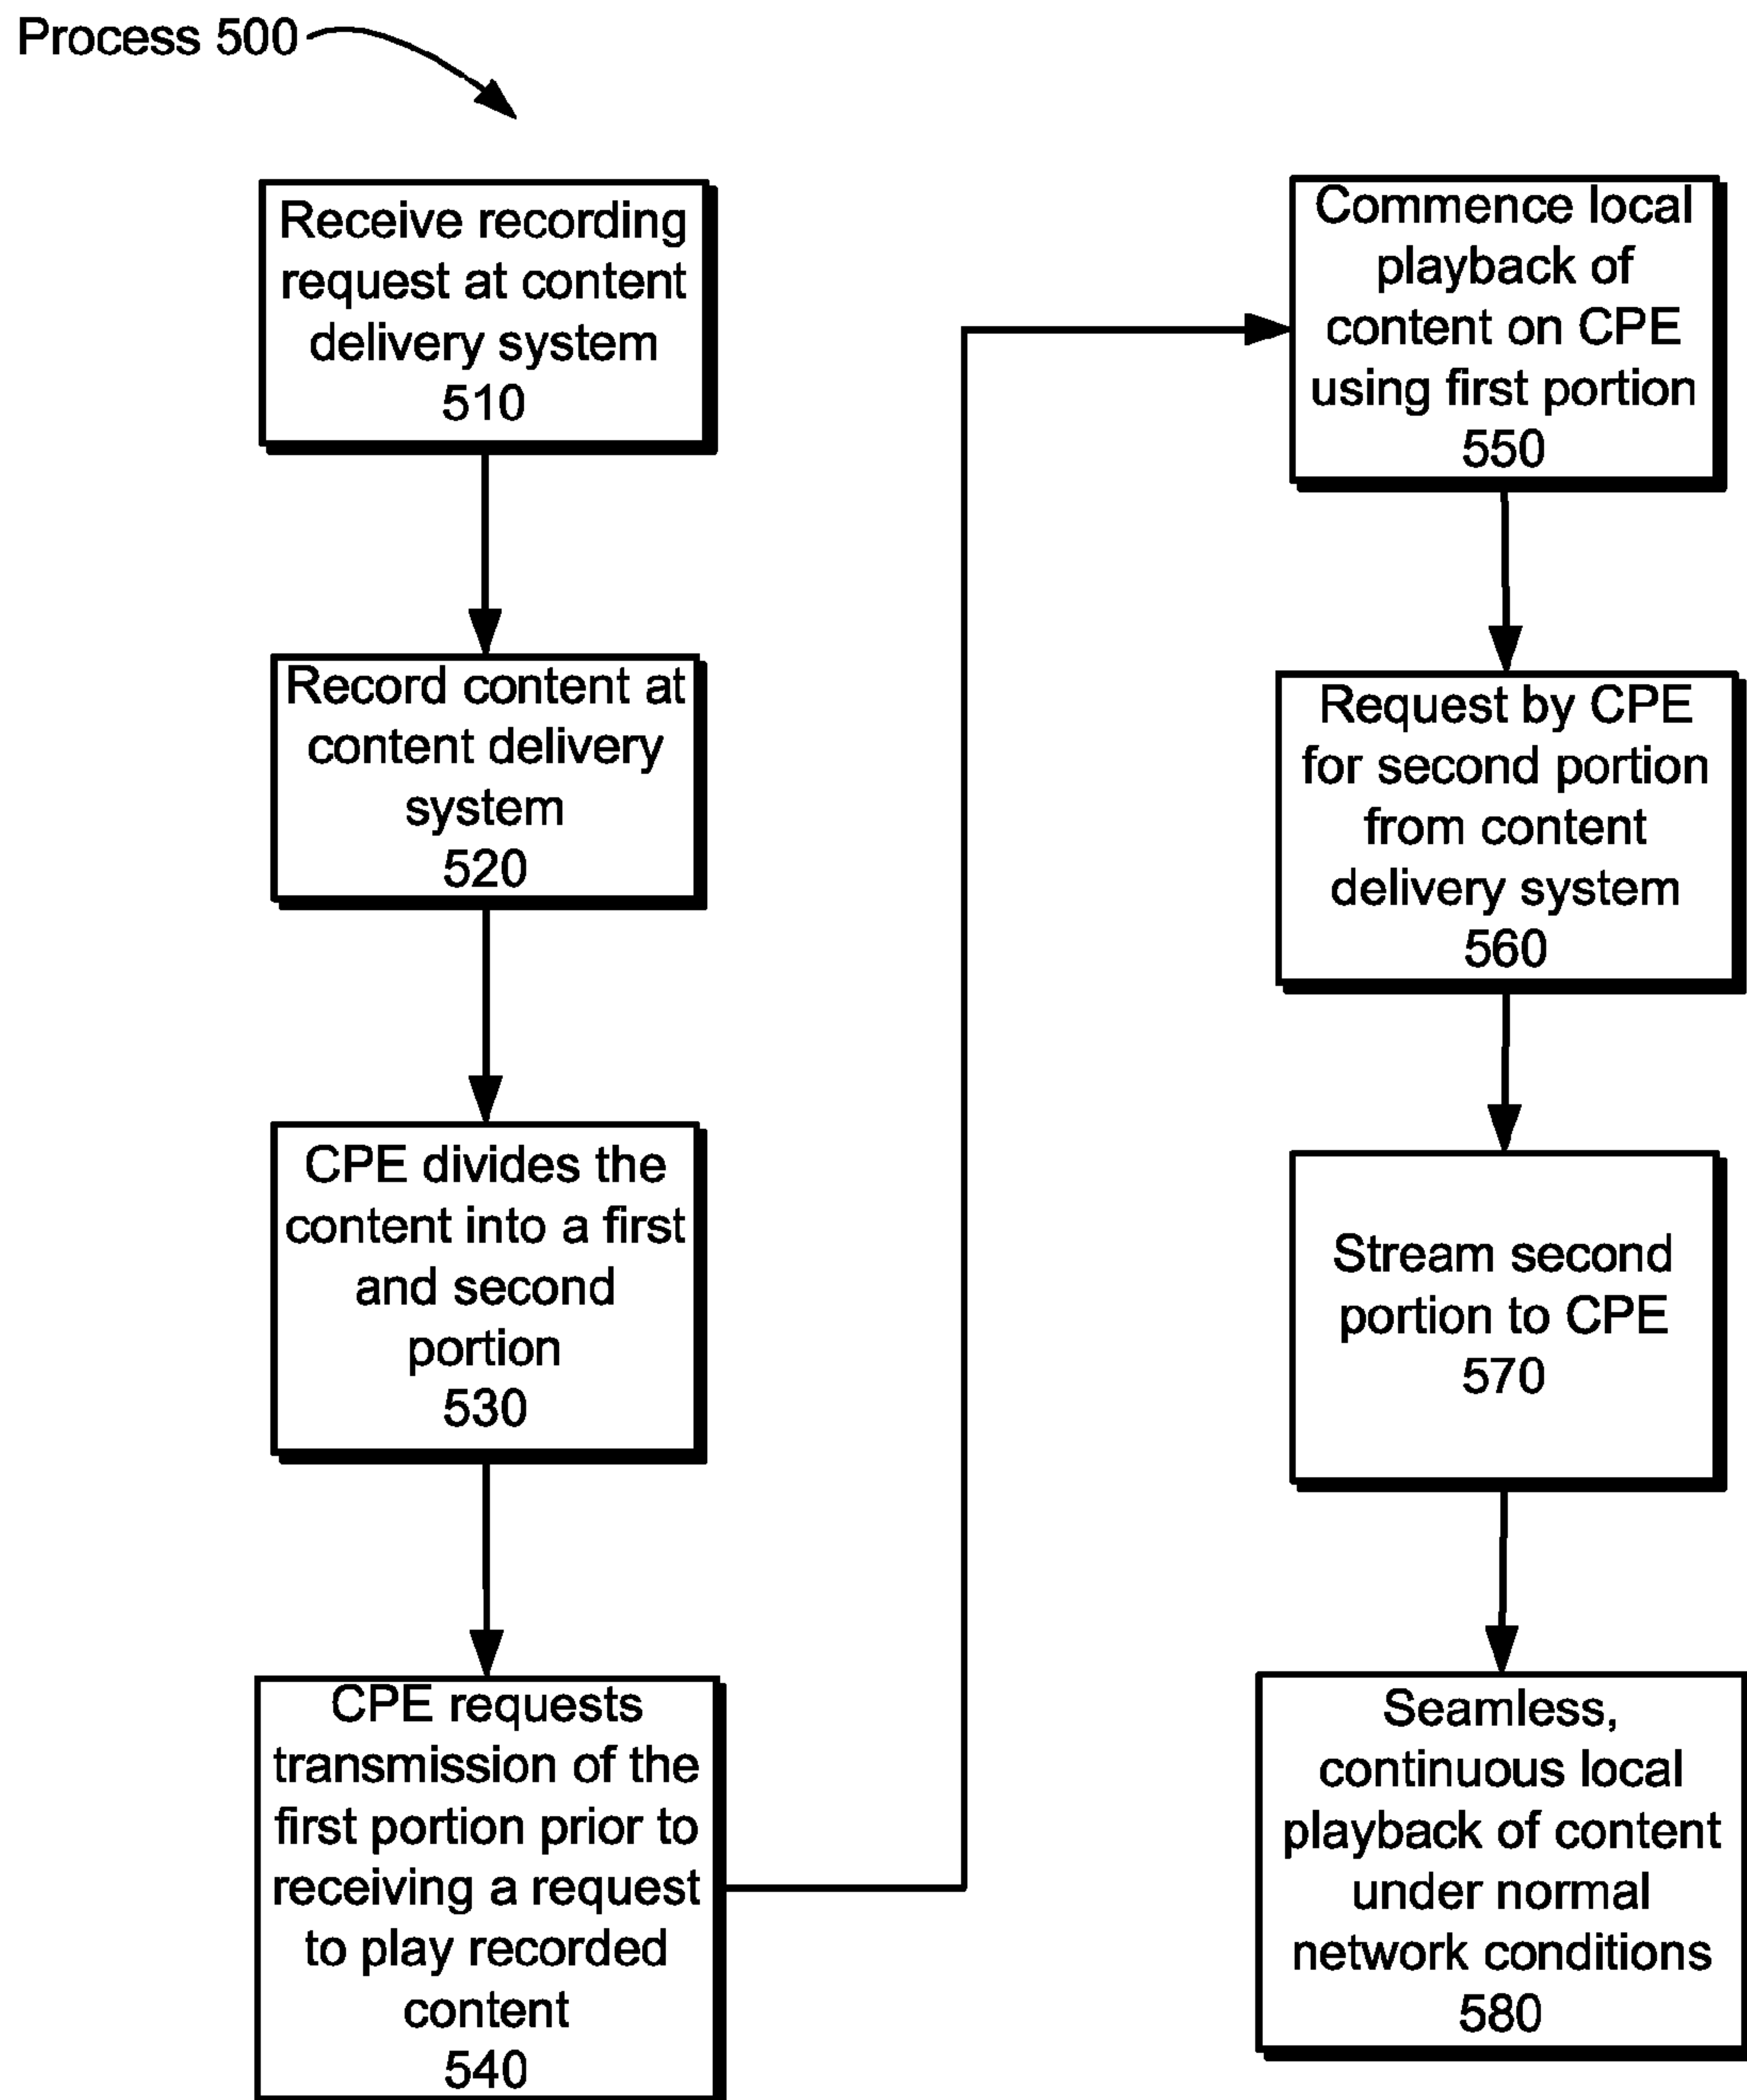 Process 500
Receive recording
request at content
delivery system
510
Record content at
content delivery
system
520
CPE divides the
content into a first
and second
portion
530
CPE requests
transmission of the
first portion prior to
receiving a request
to play recorded
content
540
Commence local
playback of
content on CPE
using first portion
550
Request by CPE
for second portion
from content
delivery system
560
Stream second
portion to CPE
570
Seamless,
continuous local
playback of content
under normal
network conditions
580